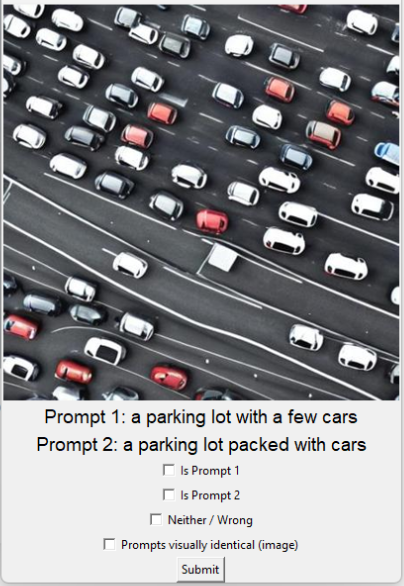 Prompt 1: a parking lot with a few cars
Prompt 2: a parking lot packed with cars
Is Prompt 1
Is Prompt 2
Neither / Wrong
Prompts visually identical (image)
Submit